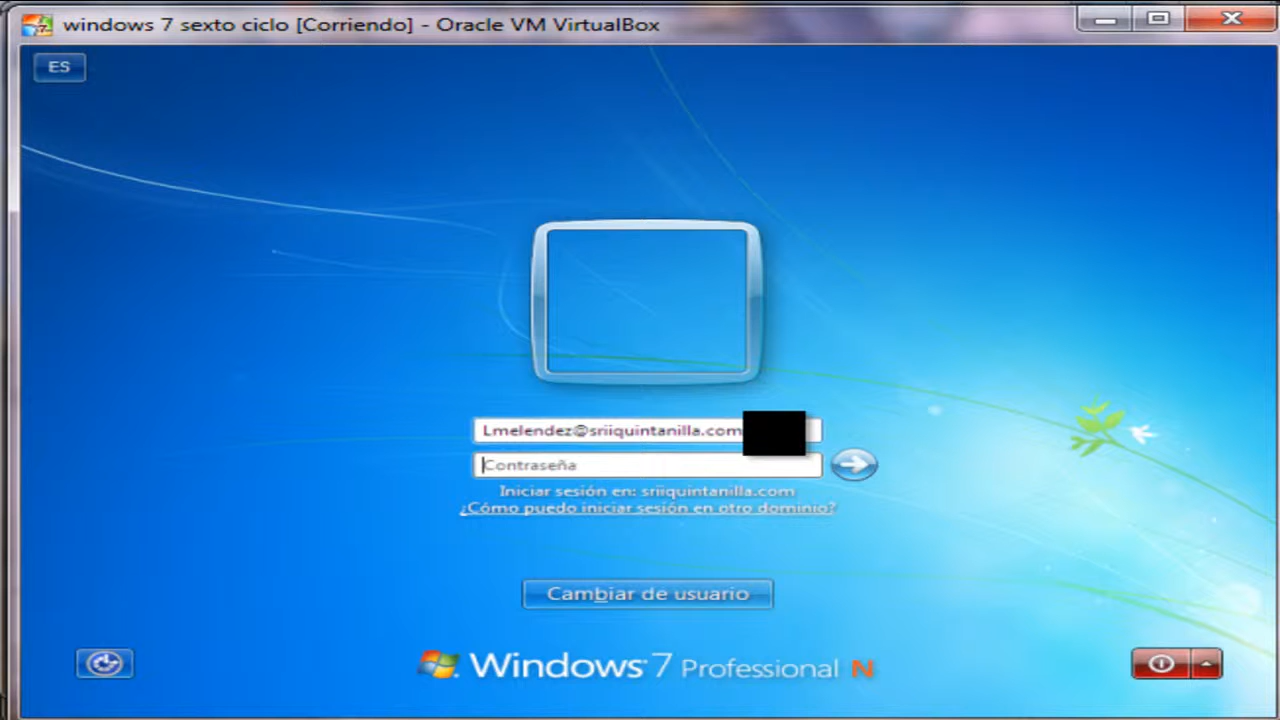 windows 7 sexto ciclo [Corriendo] - Oracle VM VirtualBox
ES
Lmelendez@sriiquintanilla.com
Contraseña
Iniciar sesión en: sriiquintanilla.com
¿Cómo puedo iniciar sesión en otro dominio?
Cambiar de usuario
Windows 7 Professional N